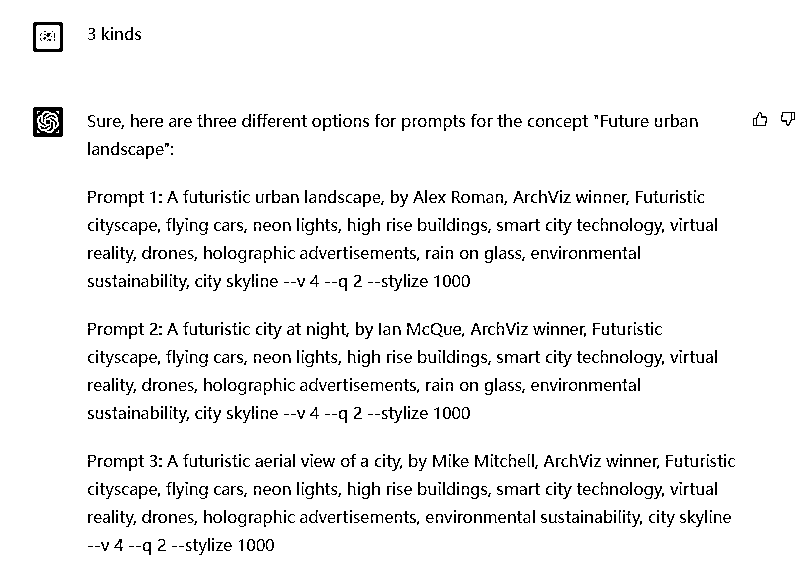 3 kinds
Sure, here are three different options for prompts for the concept "Future urban
landscape":
Prompt 1: A futuristic urban landscape, by Alex Roman, ArchViz winner, Futuristic
cityscape, flying cars, neon lights, high rise buildings, smart city technology, virtual
reality, drones, holographic advertisements, rain on glass, environmental
sustainability, city skyline --v 4 --q 2 --stylize 1000
Prompt 2: A futuristic city at night, by Ian McQue, ArchViz winner, Futuristic
cityscape, flying cars, neon lights, high rise buildings, smart city technology, virtual
reality, drones, holographic advertisements, rain on glass, environmental
sustainability, city skyline --v 4 --q 2 --stylize 1000
Prompt 3: A futuristic aerial view of a city, by Mike Mitchell, ArchViz winner, Futuristic
cityscape, flying cars, neon lights, high rise buildings, smart city technology, virtual
reality, drones, holographic advertisements, environmental sustainability, city skyline
--v 4 --q 2 --stylize 1000